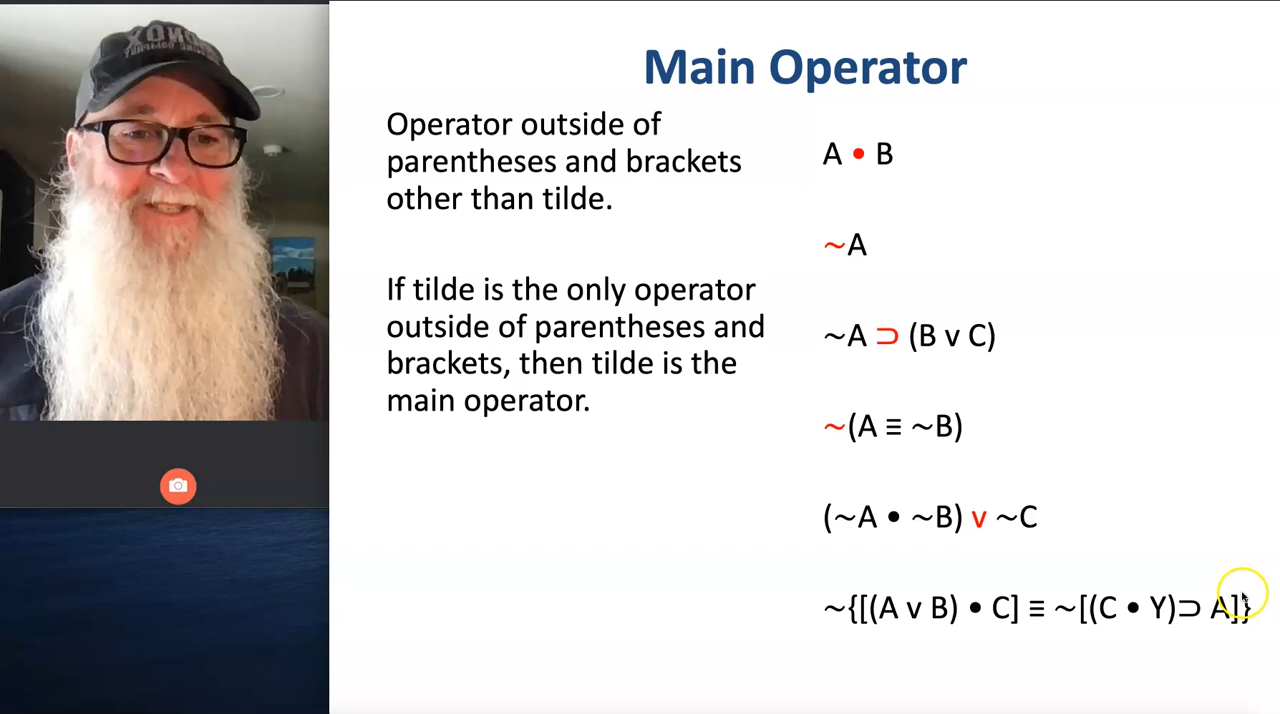 Main Operator
Operator outside of
parentheses and brackets
other than tilde.
If tilde is the only operator
outside of parentheses and
brackets, then tilde is the
main operator.
A • B
~A
~A ⊃ (B v C)
~(A ≡ ~B)
(~A • ~B) v ~C
~{[(A v B) • C] ≡ ~[(C • Y)⊃ A]}